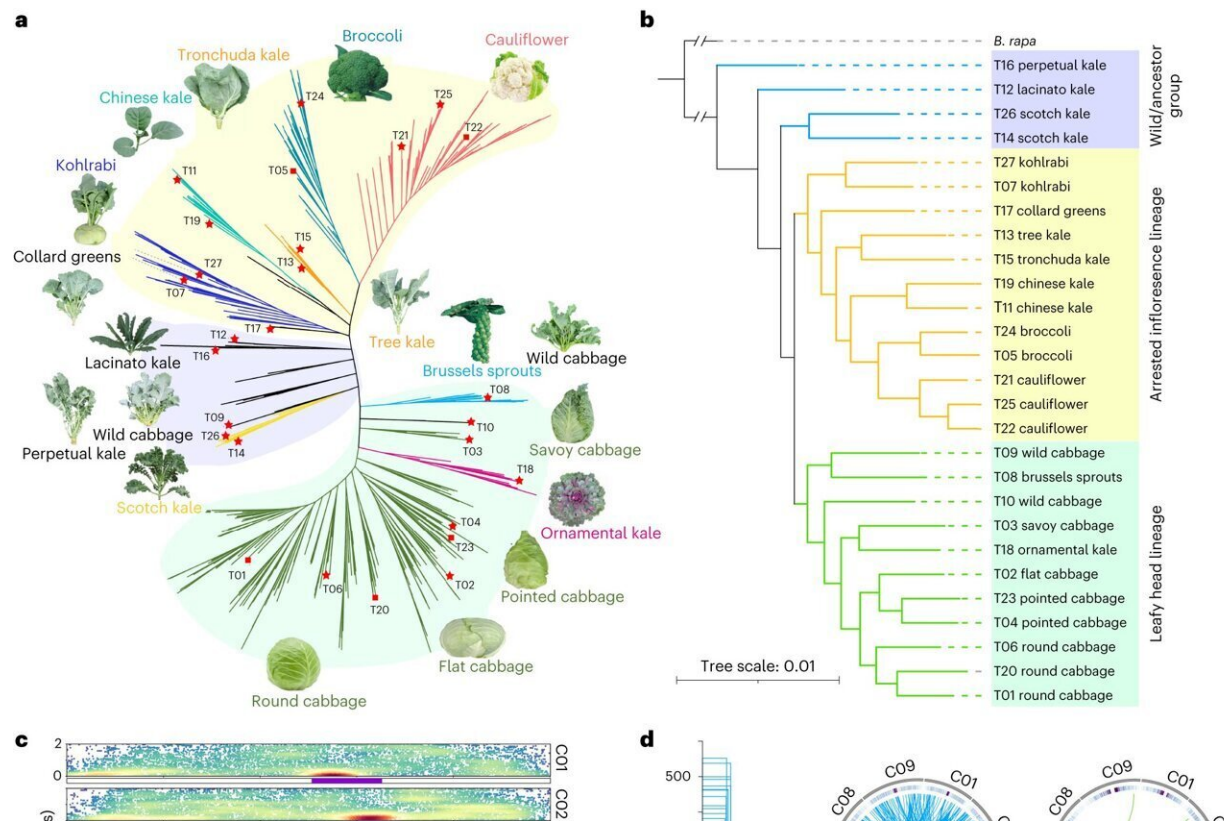 a
Broccoli
Cauliflower
Tronchuda kale
Chinese kale
Kohlrabi
Collard greens
T24
T25
T22
T21
T05
T11
T19
T15
T13
T27
T07
T17
T12
T16
Lacinato kale
Tree kale
Wild cabbage
Brussels sprouts
T08
T09
T26
T14
Wild cabbage
Perpetual kale
Scotch kale
T10
T03
Savoy cabbage
T18
Ornamental kale
T04
T23
T02
Pointed cabbage
T01
T06
T20
Flat cabbage
Round cabbage
b
B. rapa
T16 perpetual kale
T12 lacinato kale
T26 scotch kale
T14 scotch kale
T27 kohlrabi
T07 kohlrabi
T17 collard greens
T13 tree kale
T15 tronchuda kale
T19 chinese kale
T11 chinese kale
T24 broccoli
T05 broccoli
T21 cauliflower
T25 cauliflower
T22 cauliflower
T09 wild cabbage
T08 brussels sprouts
T10 wild cabbage
T03 savoy cabbage
T18 ornamental kale
T02 flat cabbage
T23 pointed cabbage
T04 pointed cabbage
T06 round cabbage
T20 round cabbage
T01 round cabbage
Wild/ancestor
group
Arrested infloresence lineage
Leafy head lineage
Tree scale: 0.01
c
2
0
C01
C02
d
500
C09
C01
C08
C09
C01
C08